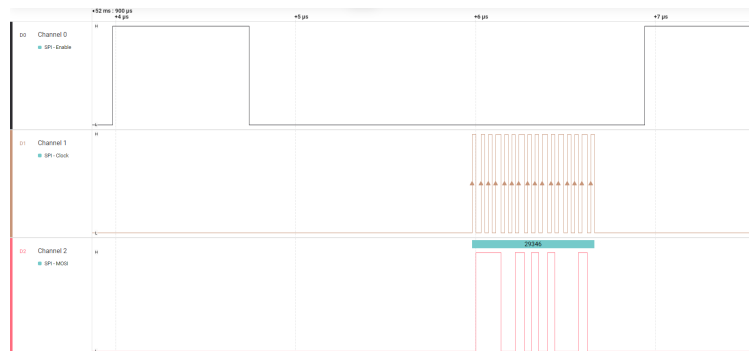 +52 ms : 900 µs
+4 µs +5 µs +6 µs +7 µs
D0 Channel 0
SPI - Enable
H
L
D1 Channel 1
SPI - Clock
H
L
D2 Channel 2
SPI - MOSI
H
29346
L